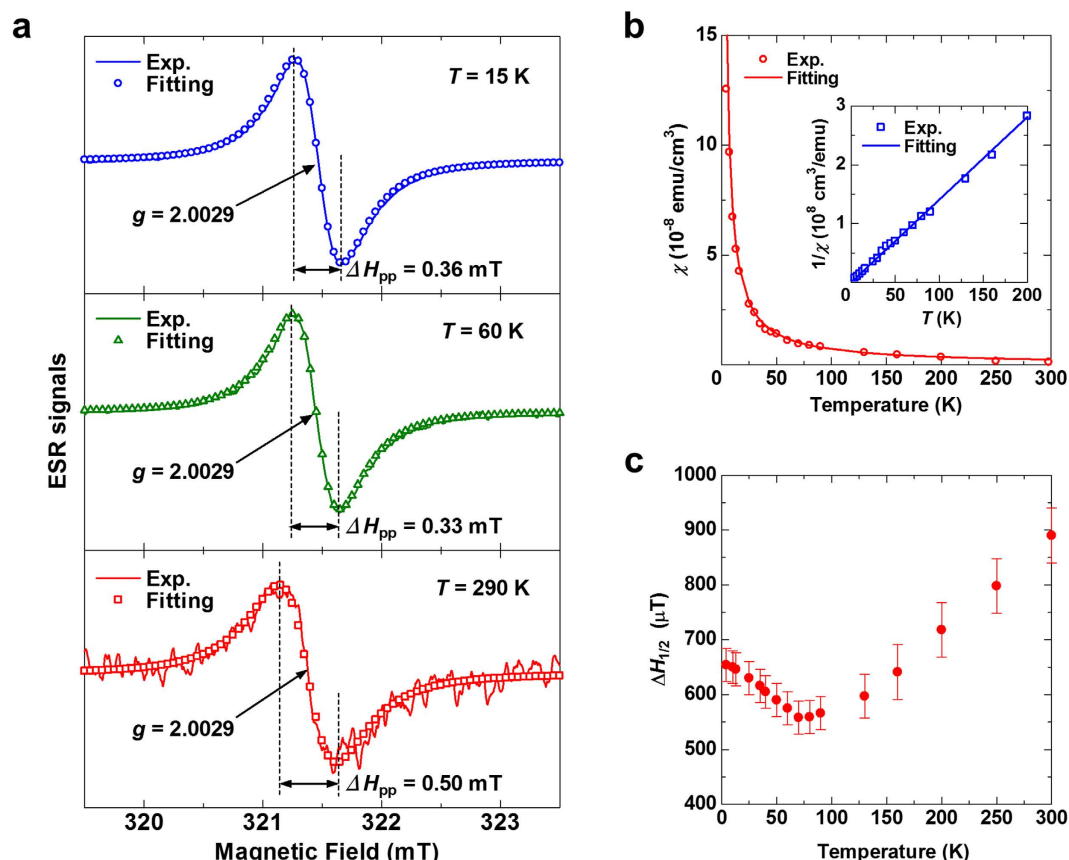 a
Exp.
Fitting
T = 15 K
g = 2.0029
ΔHpp = 0.36 mT
Exp.
Fitting
T = 60 K
g = 2.0029
ΔHpp = 0.33 mT
Exp.
Fitting
T = 290 K
g = 2.0029
ΔHpp = 0.50 mT
ESR signals
320 321 322 323
Magnetic Field (mT)
b
15
10
5
χ (10-8 emu/cm3)
Exp.
Fitting
3
2
1
0
1/χ (108 cm3/emu)
Exp.
Fitting
50 100 150 200
T (K)
0 50 100 150 200 250 300
Temperature (K)
c
1000
900
800
700
600
500
400
ΔH1/2 (μT)
0 50 100 150 200 250 300
Temperature (K)